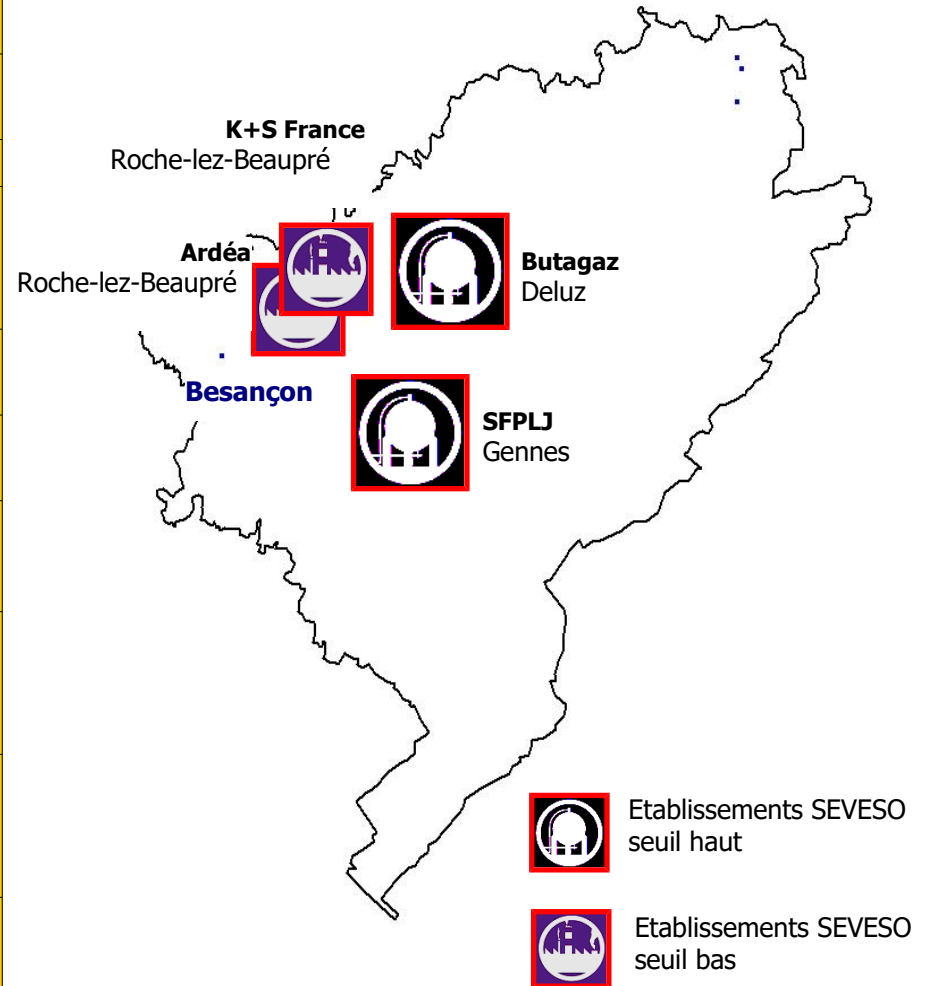 K+S France
Roche-lez-Beaupré
Ardéa
Roche-lez-Beaupré
Butagaz
Deluz
Besançon
SFPLJ
Gennes
Etablissements SEVESO
seuil haut
Etablissements SEVESO
seuil bas